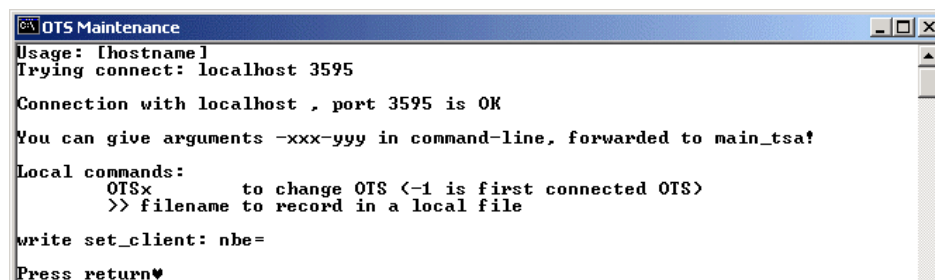 OTS Maintenance
Usage: [hostname]
Trying connect: localhost 3595
Connection with localhost , port 3595 is OK
You can give arguments -xxx-yyy in command-line, forwarded to main_tsa!
Local commands:
OTSx to change OTS (-1 is first connected OTS)
>> filename to record in a local file
write set_client: nbe=
Press return♥